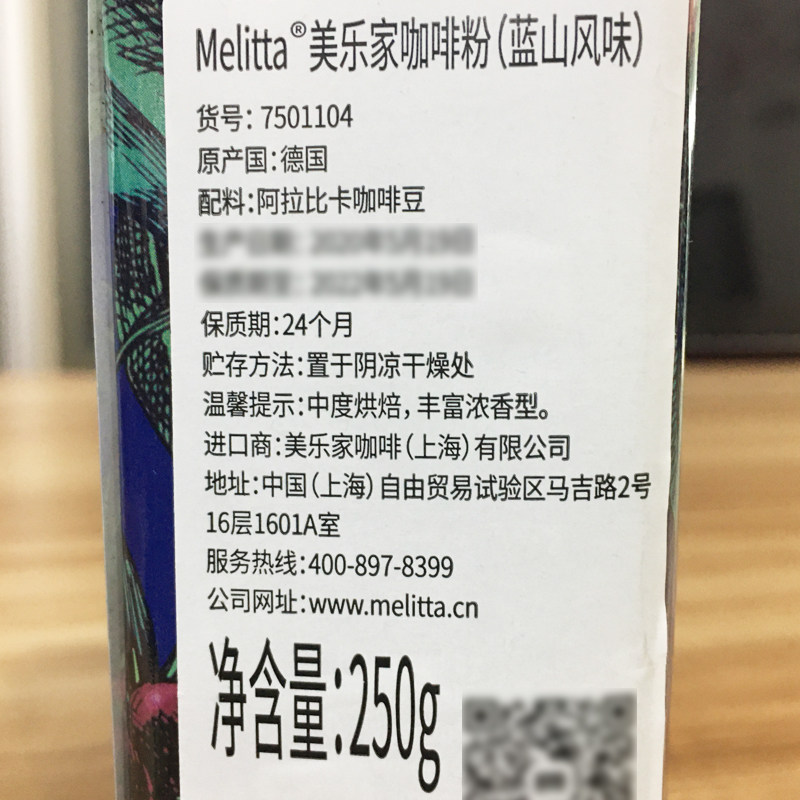 Melitta®美乐家咖啡粉(蓝山风味)
货号: 7501104
原产国:德国
配料:阿拉比卡咖啡豆
保质期:24个月
贮存方法:置于阴凉干燥处
温馨提示:中度烘焙,丰富浓香型。
进口商:美乐家咖啡(上海)有限公司
地址:中国(上海)自由贸易试验区马吉路2号
16层1601A室
服务热线:400-897-8399
公司网址:www.melitta.cn
净含量:250g